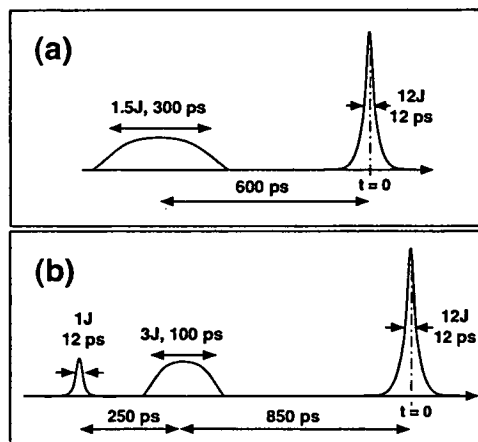 (a)
1.5J, 300 ps
12J
12 ps
600 ps
t = 0
(b)
1J
12 ps
3J, 100 ps
12J
12 ps
250 ps
850 ps
t = 0